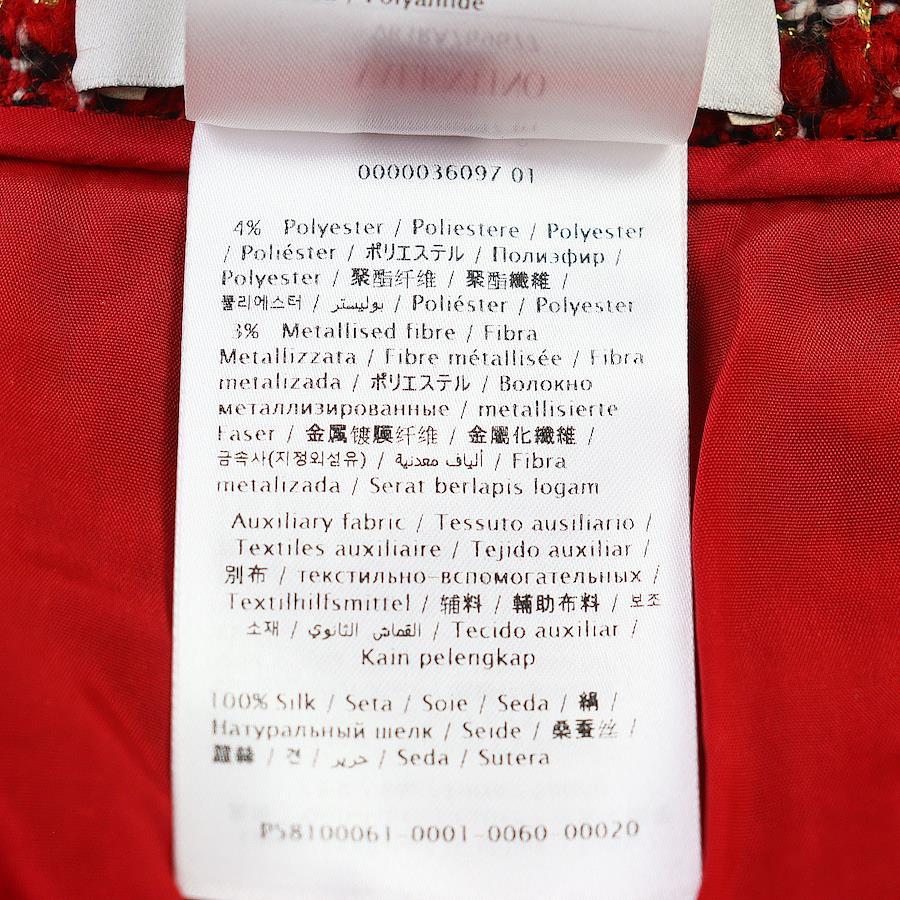 / Polyamide
0000036097 01
4% Polyester / Poliestere / Polyester
/ Poliéster / ポリエステル / Полиэфир /
Polyester / 聚酯纤维 / 聚酯纖維 /
폴리에스터 / بوليستر / Poliéster / Polyester
3% Metallised fibre / Fibra
Metallizzata / Fibre métallisée / Fibra
metalizada / ポリエステル / Волокно
металлизированные / metallisierte
Faser / 金属镀膜纤维 / 金屬化纖維 /
금속사(지정외섬유) / ألياف معدنية / Fibra
metalizada / Serat berlapis logam
Auxiliary fabric / Tessuto ausiliario /
Textiles auxiliaire / Tejido auxiliar /
別布 / текстильно-вспомогательных /
Textilhilfsmittel / 辅料 / 輔助布料 / 보조
소재 / القماش الثانوي / Tecido auxiliar /
Kain pelengkap
100% Silk / Seta / Soie / Seda / 絹 /
Натуральный шелк / Seide / 桑蚕丝 /
蠶絲 / 견 / حرير / Seda / Sutera
P58100061-0001-0060-00020